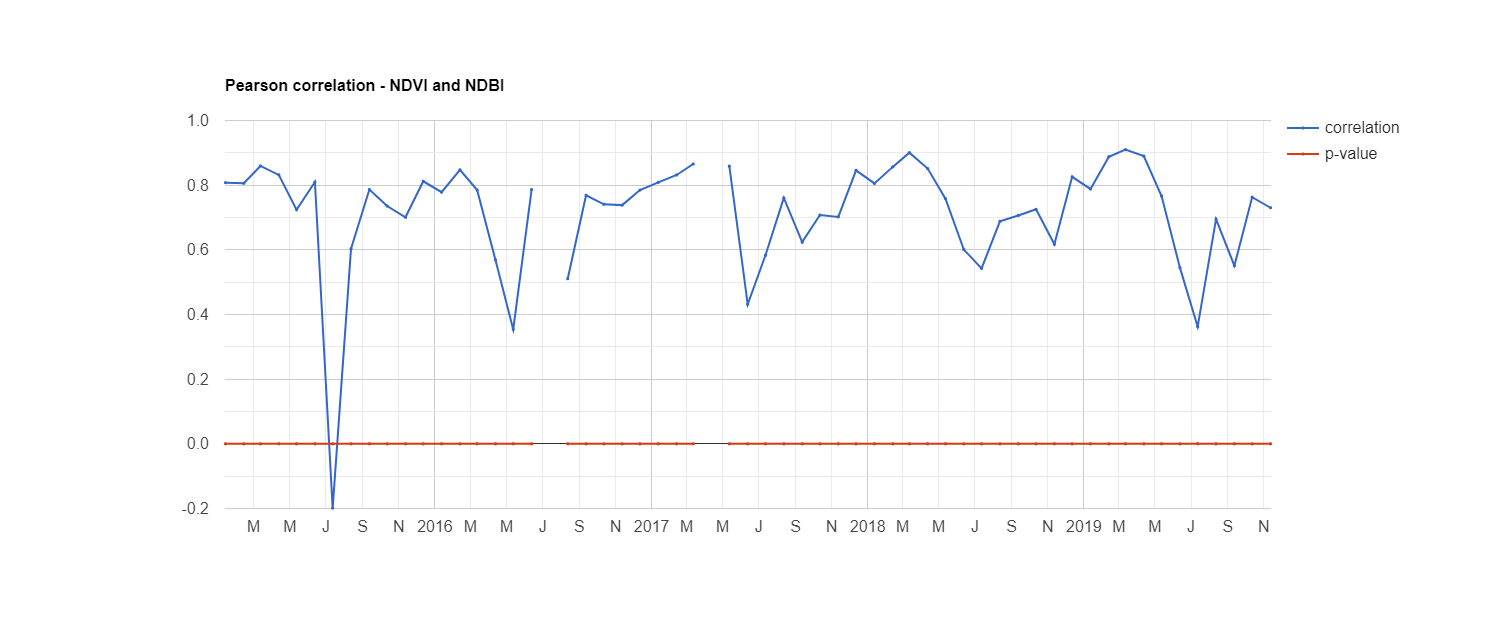 Pearson correlation - NDVI and NDBI
1.0
0.8
0.6
0.4
0.2
0.0
-0.2
M M J S N 2016 M M J S N 2017 M M J S N 2018 M M J S N 2019 M M J S N
correlation
p-value